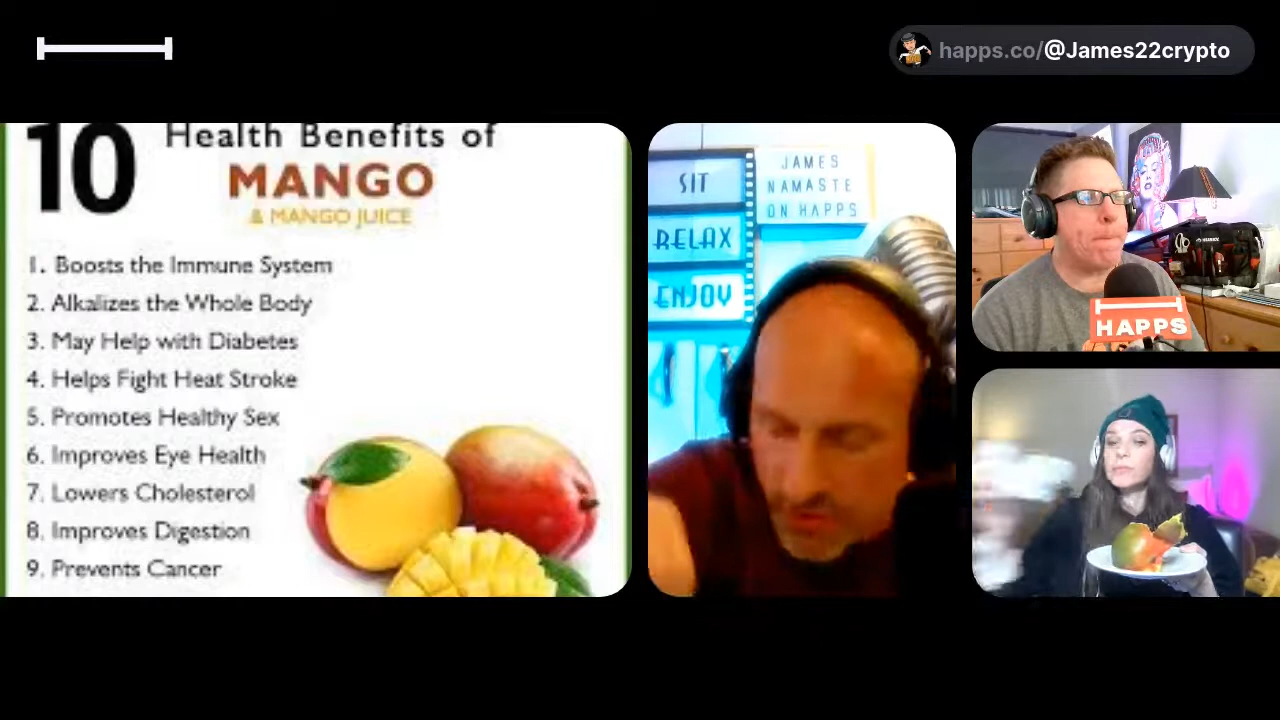 happs.co/@James22crypto
10 Health Benefits of
MANGO
& MANGO JUICE
1. Boosts the Immune System
2. Alkalizes the Whole Body
3. May Help with Diabetes
4. Helps Fight Heat Stroke
5. Promotes Healthy Sex
6. Improves Eye Health
7. Lowers Cholesterol
8. Improves Digestion
9. Prevents Cancer
SIT
RELAX
ENJOY
JAMES
NAMASTE
ON HAPPS
HAPPS